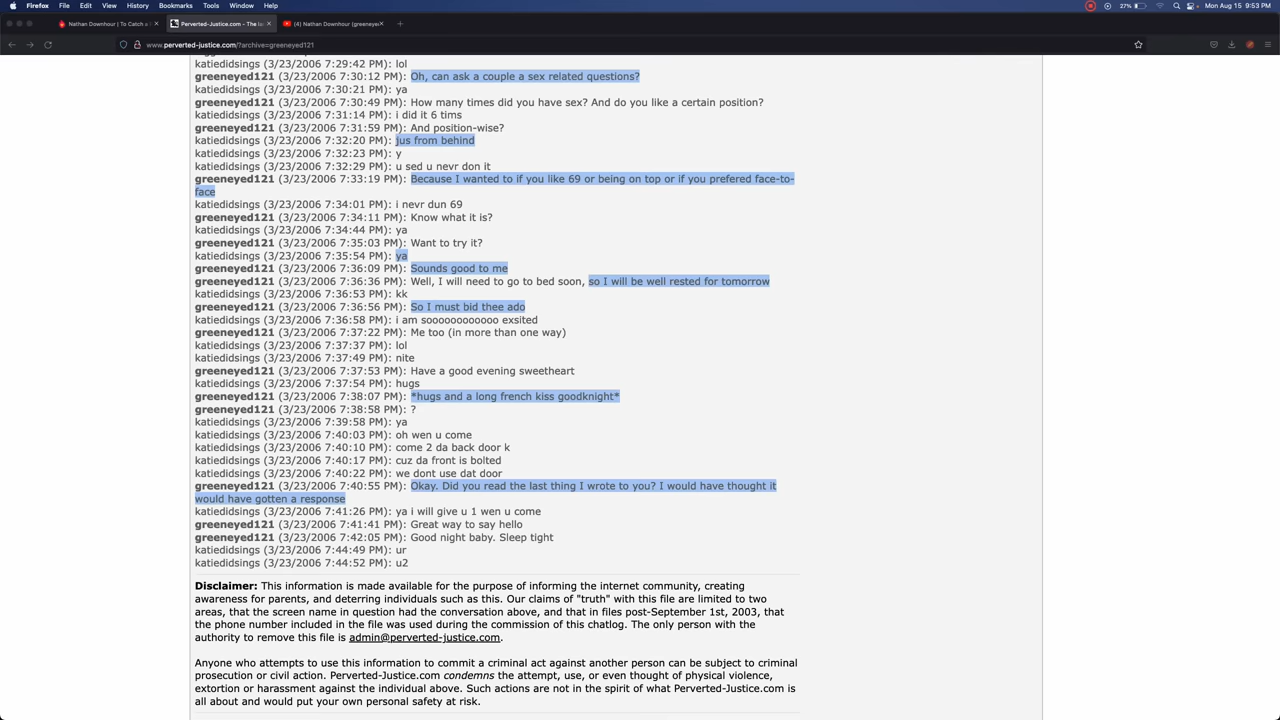 Firefox File Edit View History Bookmarks Tools Window Help 27% Mon Aug 15 9:53 PM
Nathan Downhour | To Catch a
Perverted-Justice.com - The la
(4) Nathan Downhour (greeneye
www.perverted-justice.com/?archive=greeneyed121
katiedidsings (3/23/2006 7:29:42 PM): lol
greeneyed121 (3/23/2006 7:30:12 PM): Oh, can ask a couple a sex related questions?
katiedidsings (3/23/2006 7:30:21 PM): ya
greeneyed121 (3/23/2006 7:30:49 PM): How many times did you have sex? And do you like a certain position?
katiedidsings (3/23/2006 7:31:14 PM): i did it 6 tims
greeneyed121 (3/23/2006 7:31:59 PM): And position-wise?
katiedidsings (3/23/2006 7:32:20 PM): jus from behind
katiedidsings (3/23/2006 7:32:23 PM): y
katiedidsings (3/23/2006 7:32:29 PM): u sed u nevr don it
greeneyed121 (3/23/2006 7:33:19 PM): Because I wanted to if you like 69 or being on top or if you prefered face-to-
face
katiedidsings (3/23/2006 7:34:01 PM): i nevr dun 69
greeneyed121 (3/23/2006 7:34:11 PM): Know what it is?
katiedidsings (3/23/2006 7:34:44 PM): ya
greeneyed121 (3/23/2006 7:35:03 PM): Want to try it?
katiedidsings (3/23/2006 7:35:54 PM): ya
greeneyed121 (3/23/2006 7:36:09 PM): Sounds good to me
greeneyed121 (3/23/2006 7:36:36 PM): Well, I will need to go to bed soon, so I will be well rested for tomorrow
katiedidsings (3/23/2006 7:36:53 PM): kk
greeneyed121 (3/23/2006 7:36:56 PM): So I must bid thee ado
katiedidsings (3/23/2006 7:36:58 PM): i am soooooooooooo exsited
greeneyed121 (3/23/2006 7:37:22 PM): Me too (in more than one way)
katiedidsings (3/23/2006 7:37:37 PM): lol
katiedidsings (3/23/2006 7:37:49 PM): nite
greeneyed121 (3/23/2006 7:37:53 PM): Have a good evening sweetheart
katiedidsings (3/23/2006 7:37:54 PM): hugs
greeneyed121 (3/23/2006 7:38:07 PM): *hugs and a long french kiss goodknight*
greeneyed121 (3/23/2006 7:38:58 PM): ?
katiedidsings (3/23/2006 7:39:58 PM): ya
katiedidsings (3/23/2006 7:40:03 PM): oh wen u come
katiedidsings (3/23/2006 7:40:10 PM): come 2 da back door k
katiedidsings (3/23/2006 7:40:17 PM): cuz da front is bolted
katiedidsings (3/23/2006 7:40:22 PM): we dont use dat door
greeneyed121 (3/23/2006 7:40:55 PM): Okay. Did you read the last thing I wrote to you? I would have thought it
would have gotten a response
katiedidsings (3/23/2006 7:41:26 PM): ya i will give u 1 wen u come
greeneyed121 (3/23/2006 7:41:41 PM): Great way to say hello
greeneyed121 (3/23/2006 7:42:05 PM): Good night baby. Sleep tight
katiedidsings (3/23/2006 7:44:49 PM): ur
katiedidsings (3/23/2006 7:44:52 PM): u2
Disclaimer: This information is made available for the purpose of informing the internet community, creating
awareness for parents, and deterring individuals such as this. Our claims of "truth" with this file are limited to two
areas, that the screen name in question had the conversation above, and that in files post-September 1st, 2003, that
the phone number included in the file was used during the commission of this chatlog. The only person with the
authority to remove this file is admin@perverted-justice.com.
Anyone who attempts to use this information to commit a criminal act against another person can be subject to criminal
prosecution or civil action. Perverted-Justice.com condemns the attempt, use, or even thought of physical violence,
extortion or harassment against the individual above. Such actions are not in the spirit of what Perverted-Justice.com is
all about and would put your own personal safety at risk.